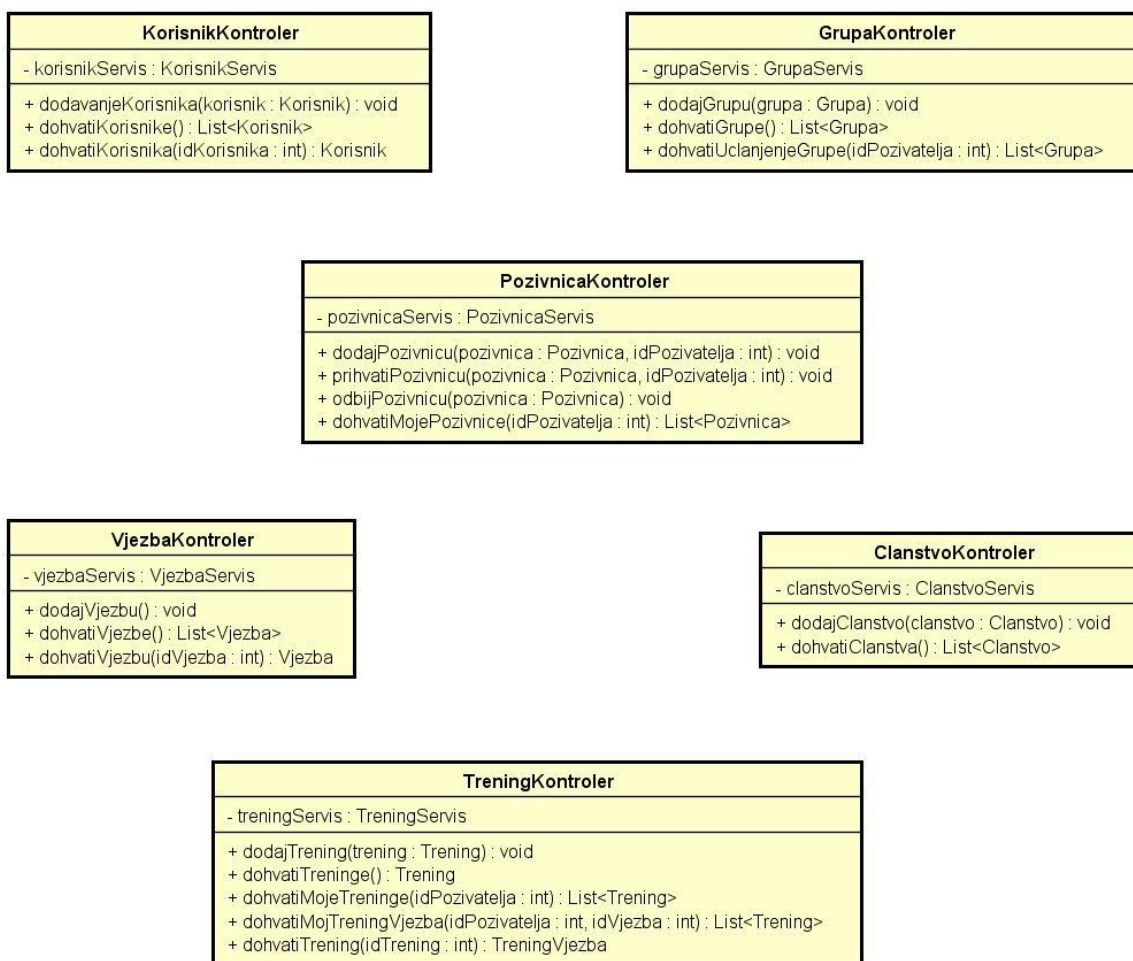 KorisnikKontroler
- korisnikServis : KorisnikServis
+ dodavanjeKorisnika(korisnik : Korisnik) : void
+ dohvatiKorisnike() : List<Korisnik>
+ dohvatiKorisnika(idKorisnika : int) : Korisnik
GrupaKontroler
- grupaServis : GrupaServis
+ dodajGrupu(grupa : Grupa) : void
+ dohvatiGrupe() : List<Grupa>
+ dohvatiUclanjenjeGrupe(idPozivatelja : int) : List<Grupa>
PozivnicaKontroler
- pozivnicaServis : PozivnicaServis
+ dodajPozivnicu(pozivnica : Pozivnica, idPozivatelja : int) : void
+ prihvatiPozivnicu(pozivnica : Pozivnica, idPozivatelja : int) : void
+ odbijPozivnicu(pozivnica : Pozivnica) : void
+ dohvatiMojePozivnice(idPozivatelja : int) : List<Pozivnica>
VjezbaKontroler
- vjezbaServis : VjezbaServis
+ dodajVjezbu() : void
+ dohvatiVjezbe() : List<Vjezba>
+ dohvatiVjezbu(idVjezba : int) : Vjezba
ClanstvoKontroler
- clanstvoServis : ClanstvoServis
+ dodajClanstvo(clanstvo : Clanstvo) : void
+ dohvatiClanstva() : List<Clanstvo>
TreningKontroler
- treningServis : TreningServis
+ dodajTrening(trening : Trening) : void
+ dohvatiTreninge() : Trening
+ dohvatiMojeTreninge(idPozivatelja : int) : List<Trening>
+ dohvatiMojTreningVjezba(idPozivatelja : int, idVjezba : int) : List<Trening>
+ dohvatiTrening(idTrening : int) : TreningVjezba